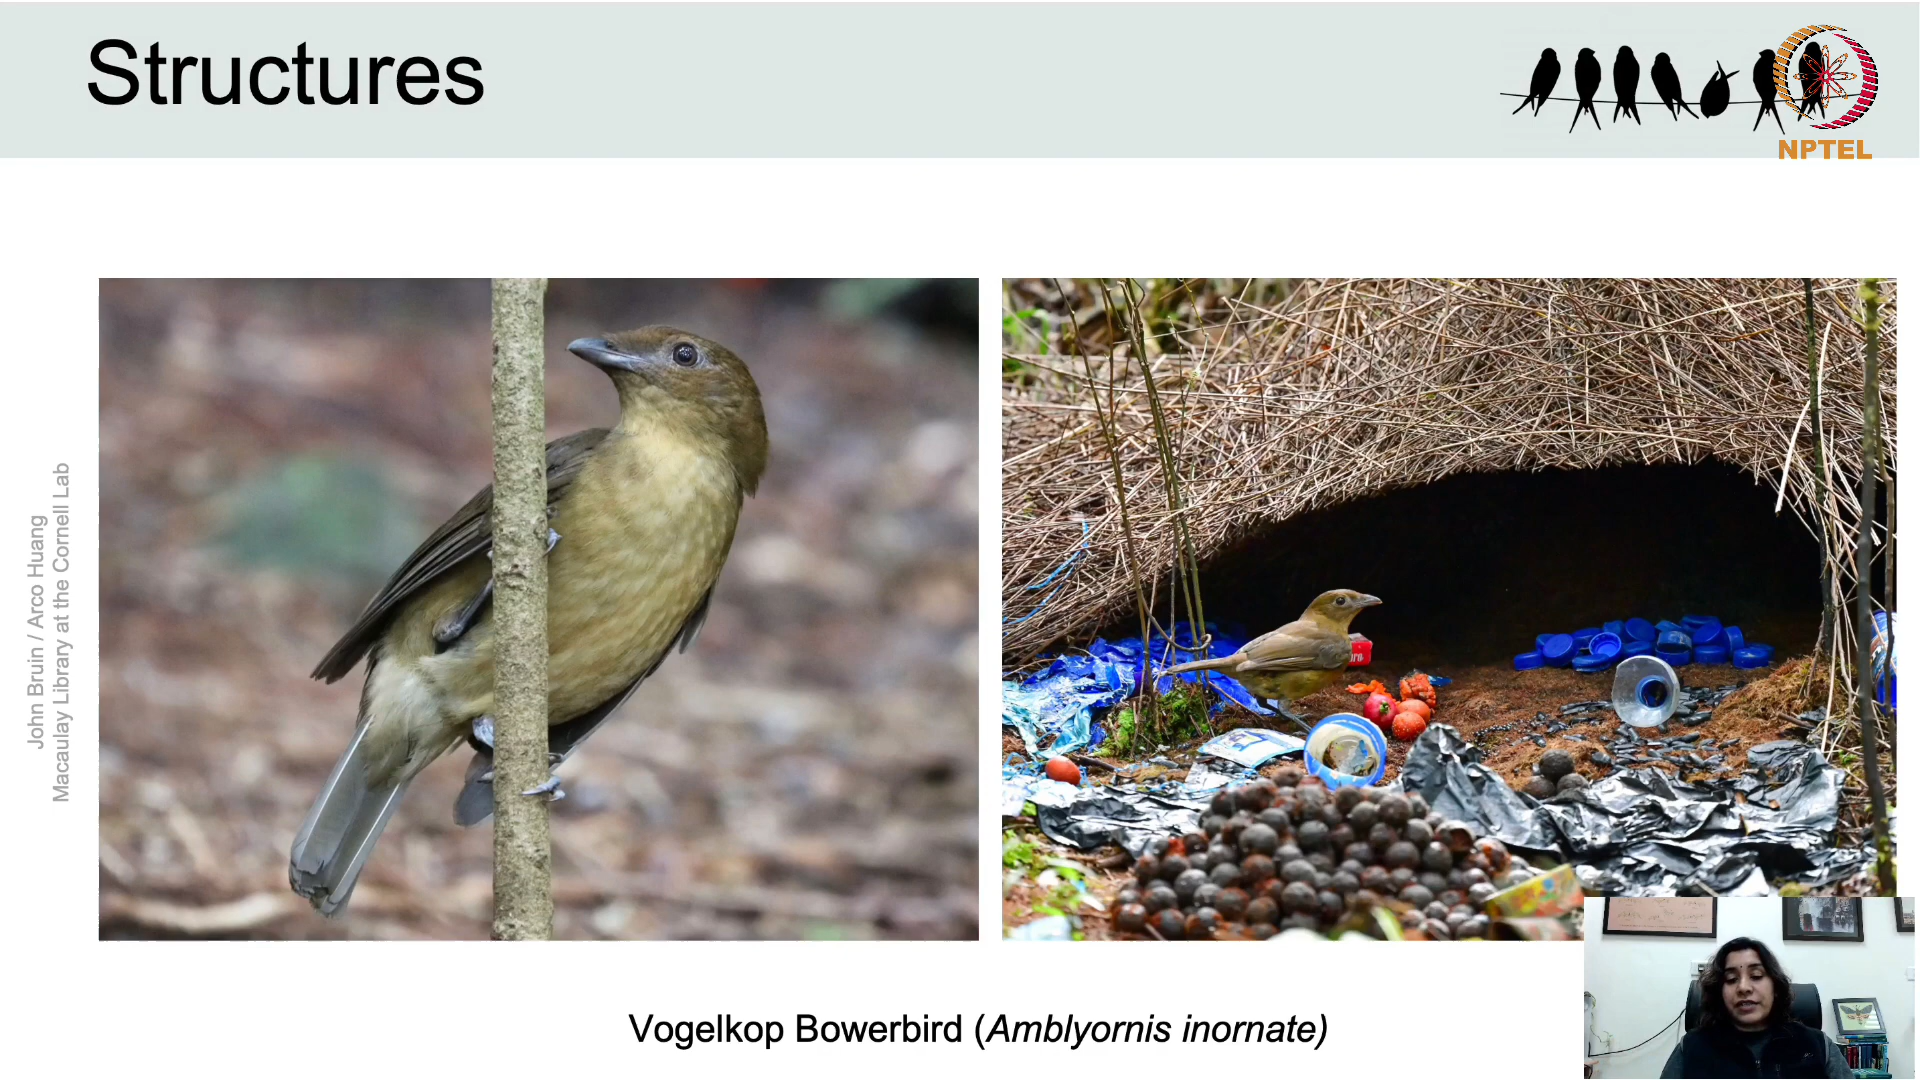 Structures
NPTEL
John Bruin / Arco Huang
Macaulay Library at the Cornell Lab
Vogelkop Bowerbird (Amblyornis inornate)